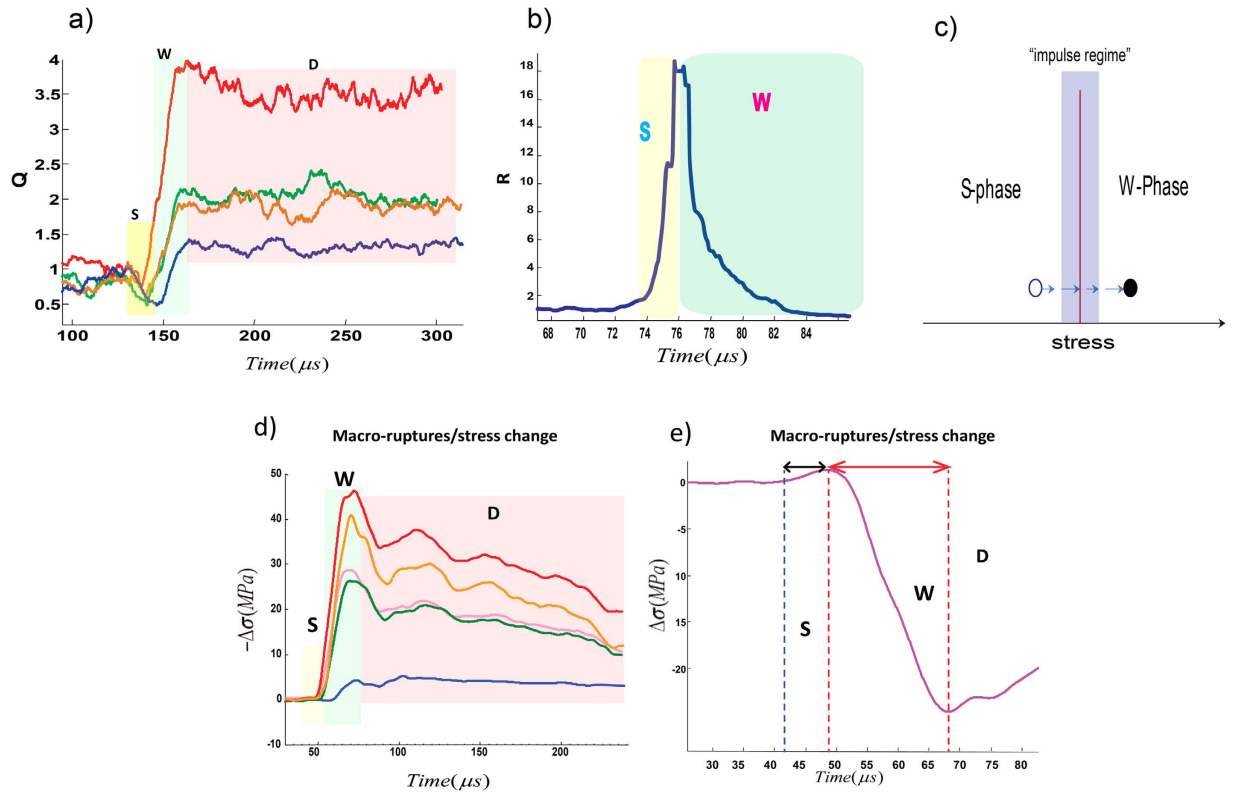 a)
W
D
S
Q
4
3.5
3
2.5
2
1.5
1
0.5
100
150
200
250
300
Time(μs)
b)
S
W
R
18
16
14
12
10
8
6
4
2
68
70
72
74
76
78
80
82
84
Time(μs)
c)
"impulse regime"
S-phase
W-Phase
stress
d)
Macro-ruptures/stress change
W
D
S
−Δσ(MPa)
50
40
30
20
10
0
-10
50
100
150
200
Time(μs)
e)
Macro-ruptures/stress change
D
W
S
Δσ(MPa)
0
-5
-10
-15
-20
30
35
40
45
50
55
60
65
70
75
80
Time(μs)